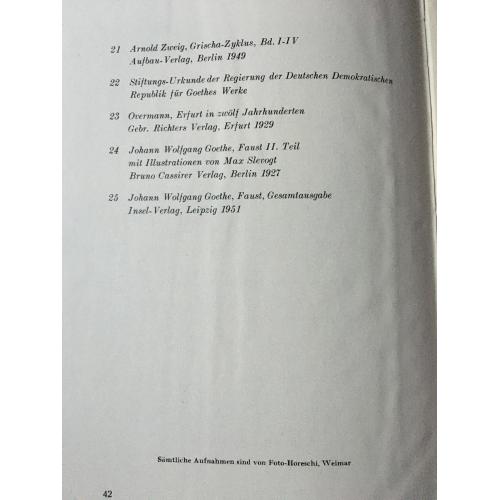 21 Arnold Zweig, Grischa-Zyklus, Bd. I-IV
Aufbau-Verlag, Berlin 1949
22 Stiftungs-Urkunde der Regierung der Deutschen Demokratischen
Republik für Goethes Werke
23 Overmann, Erfurt in zwölf Jahrhunderten
Gebr. Richters Verlag, Erfurt 1929
24 Johann Wolfgang Goethe, Faust II. Teil
mit Illustrationen von Max Slevogt
Bruno Cassirer Verlag, Berlin 1927
25 Johann Wolfgang Goethe, Faust, Gesamtausgabe
Insel-Verlag, Leipzig 1951
Sämtliche Aufnahmen sind von Foto-Horeschi, Weimar
42